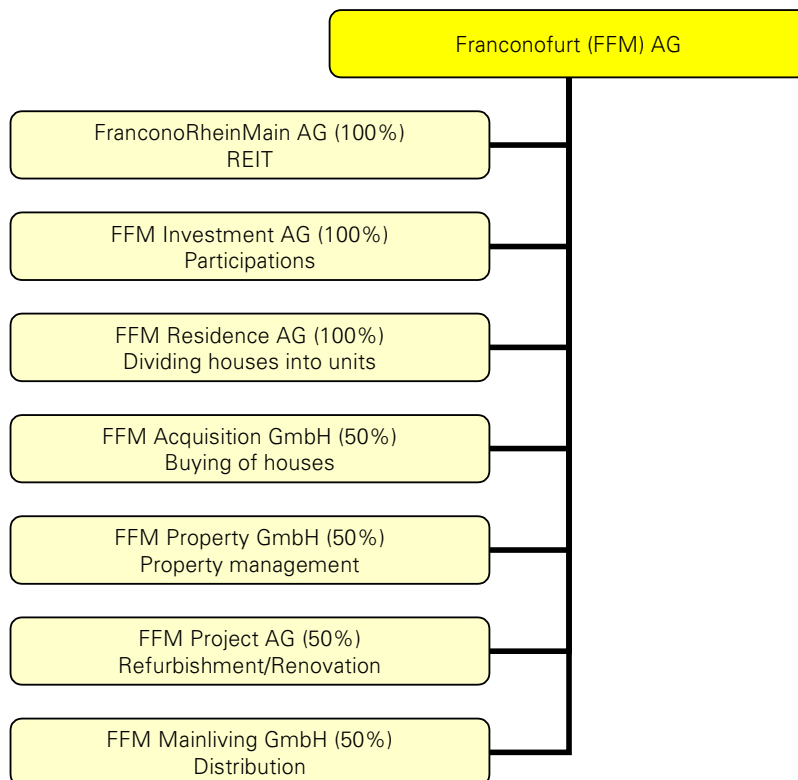 Franconofurt (FFM) AG
FranconoRheinMain AG (100%)
REIT
FFM Investment AG (100%)
Participations
FFM Residence AG (100%)
Dividing houses into units
FFM Acquisition GmbH (50%)
Buying of houses
FFM Property GmbH (50%)
Property management
FFM Project AG (50%)
Refurbishment/Renovation
FFM Mainliving GmbH (50%)
Distribution